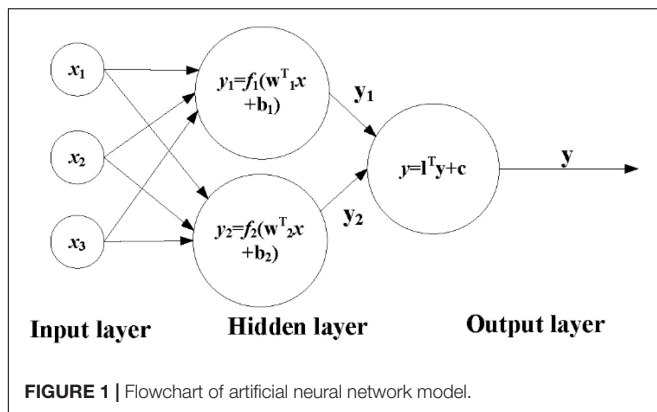 x₁
x₂
x₃
y₁=f₁(wᵀ₁x
+b₁)
y₂=f₂(wᵀ₂x
+b₂)
y₁
y₂
y=lᵀy+c
y
Input layer
Hidden layer
Output layer
FIGURE 1 | Flowchart of artificial neural network model.